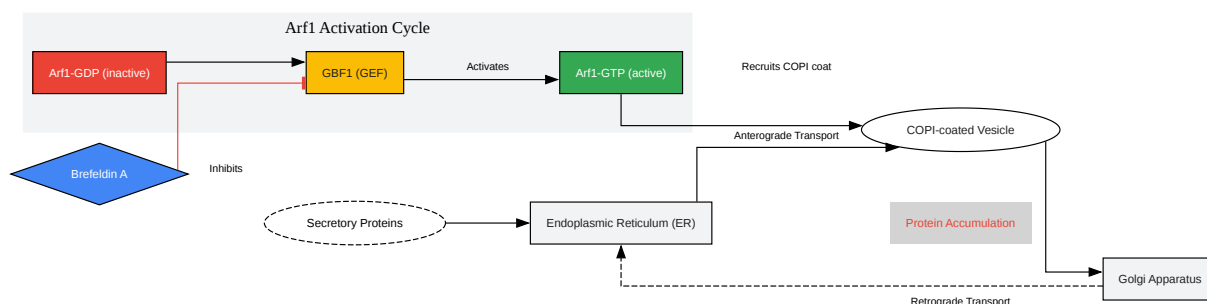 Arf1 Activation Cycle
Arf1-GDP (inactive)
GBF1 (GEF)
Activates
Arf1-GTP (active)
Recruits COPI coat
COPI-coated Vesicle
Anterograde Transport
Brefeldin A
Inhibits
Secretory Proteins
Endoplasmic Reticulum (ER)
Protein Accumulation
Golgi Apparatus
Retrograde Transport